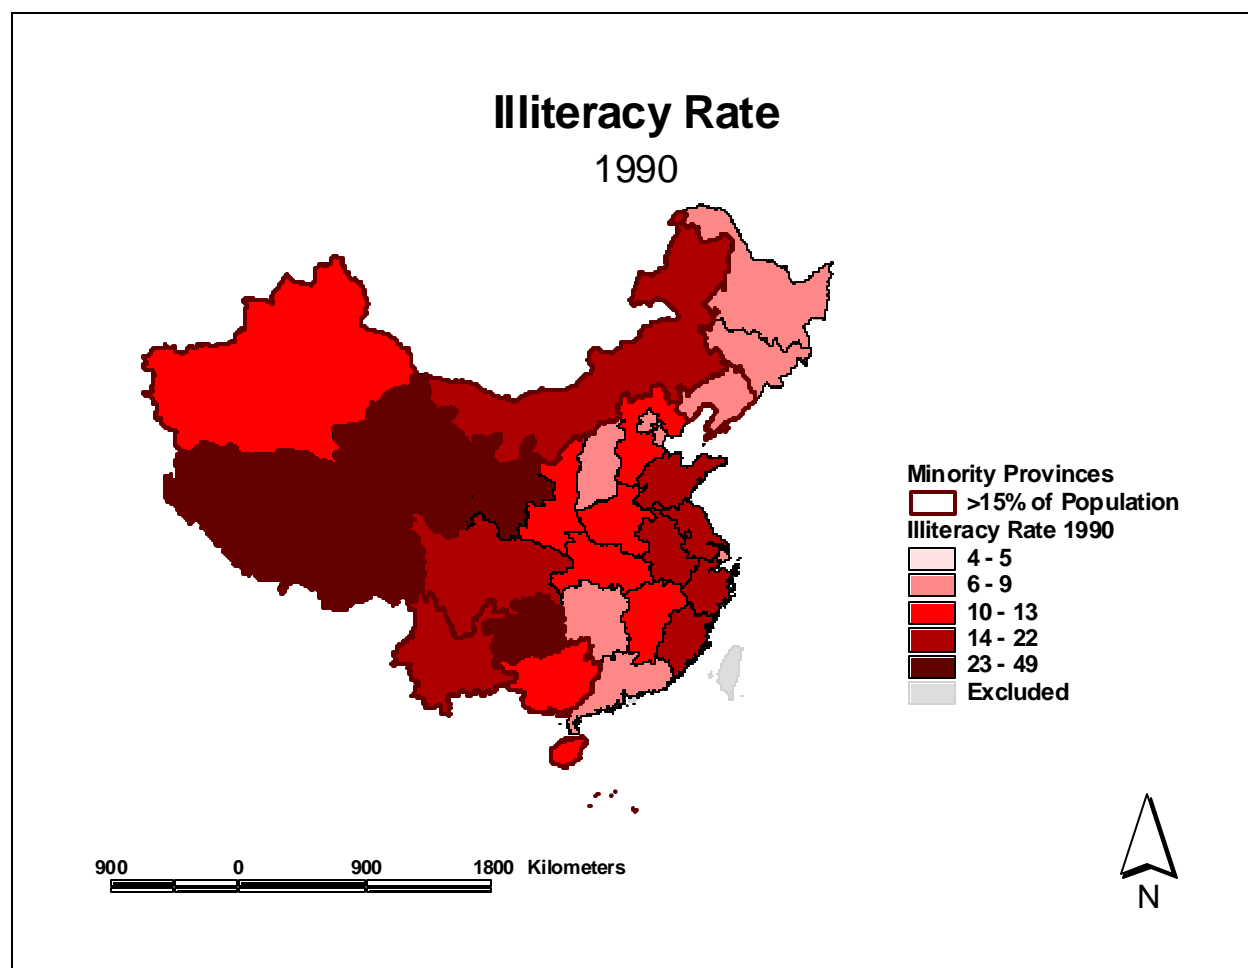 Illiteracy Rate
1990
Minority Provinces
>15% of Population
Illiteracy Rate 1990
4 - 5
6 - 9
10 - 13
14 - 22
23 - 49
Excluded
900 0 900 1800 Kilometers
N